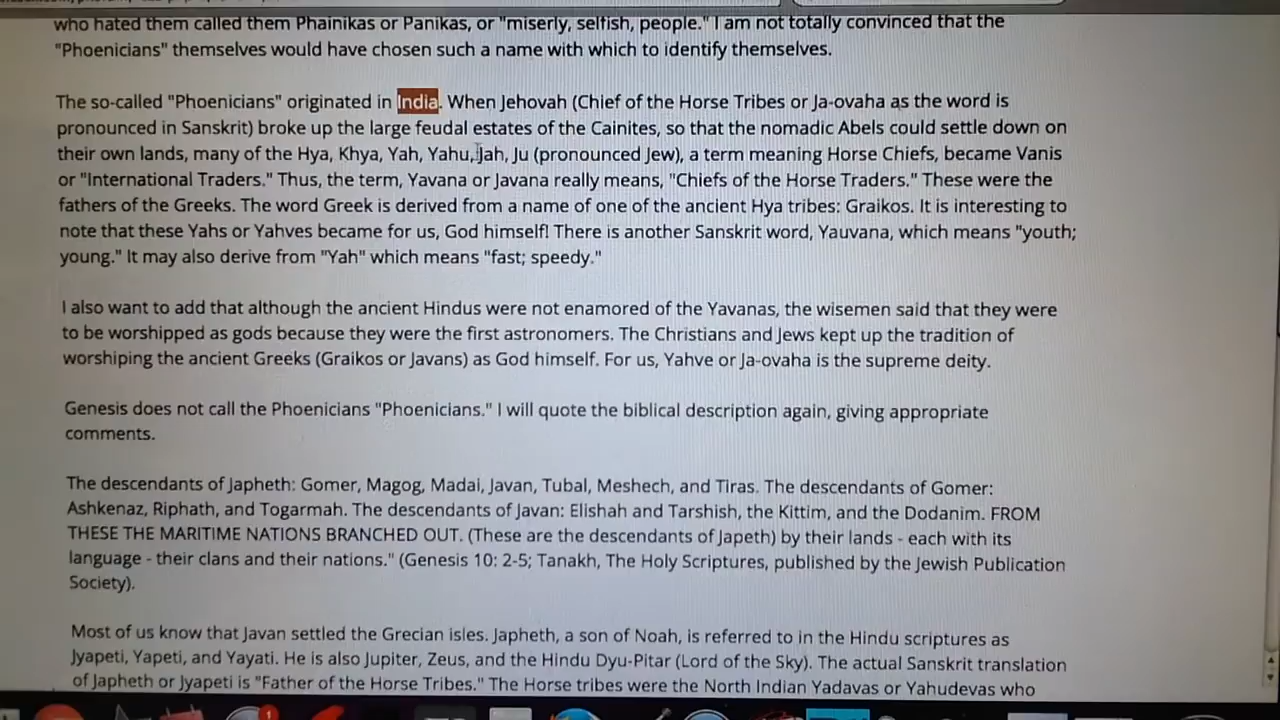 who hated them called them Phainikas or Panikas, or "miserly, selfish, people." I am not totally convinced that the
"Phoenicians" themselves would have chosen such a name with which to identify themselves.
The so-called "Phoenicians" originated in India. When Jehovah (Chief of the Horse Tribes or Ja-ovaha as the word is
pronounced in Sanskrit) broke up the large feudal estates of the Cainites, so that the nomadic Abels could settle down on
their own lands, many of the Hya, Khya, Yah, Yahu, Jah, Ju (pronounced Jew), a term meaning Horse Chiefs, became Vanis
or "International Traders." Thus, the term, Yavana or Javana really means, "Chiefs of the Horse Traders." These were the
fathers of the Greeks. The word Greek is derived from a name of one of the ancient Hya tribes: Graikos. It is interesting to
note that these Yahs or Yahves became for us, God himself! There is another Sanskrit word, Yauvana, which means "youth;
young." It may also derive from "Yah" which means "fast; speedy."
I also want to add that although the ancient Hindus were not enamored of the Yavanas, the wisemen said that they were
to be worshipped as gods because they were the first astronomers. The Christians and Jews kept up the tradition of
worshiping the ancient Greeks (Graikos or Javans) as God himself. For us, Yahve or Ja-ovaha is the supreme deity.
Genesis does not call the Phoenicians "Phoenicians." I will quote the biblical description again, giving appropriate
comments.
The descendants of Japheth: Gomer, Magog, Madai, Javan, Tubal, Meshech, and Tiras. The descendants of Gomer:
Ashkenaz, Riphath, and Togarmah. The descendants of Javan: Elishah and Tarshish, the Kittim, and the Dodanim. FROM
THESE THE MARITIME NATIONS BRANCHED OUT. (These are the descendants of Japeth) by their lands - each with its
language - their clans and their nations." (Genesis 10: 2-5; Tanakh, The Holy Scriptures, published by the Jewish Publication
Society).
Most of us know that Javan settled the Grecian isles. Japheth, a son of Noah, is referred to in the Hindu scriptures as
Jyapeti, Yapeti, and Yayati. He is also Jupiter, Zeus, and the Hindu Dyu-Pitar (Lord of the Sky). The actual Sanskrit translation
of Japheth or Jyapeti is "Father of the Horse Tribes." The Horse tribes were the North Indian Yadavas or Yahudevas who